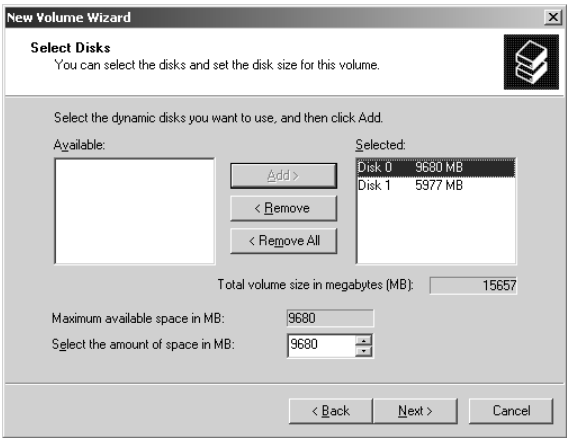 New Volume Wizard
Select Disks
You can select the disks and set the disk size for this volume.
Select the dynamic disks you want to use, and then click Add.
Available:
Selected:
Add >
Disk 0 9680 MB
Disk 1 5977 MB
< Remove
< Remove All
Total volume size in megabytes (MB): 15657
Maximum available space in MB: 9680
Select the amount of space in MB: 9680
< Back Next > Cancel